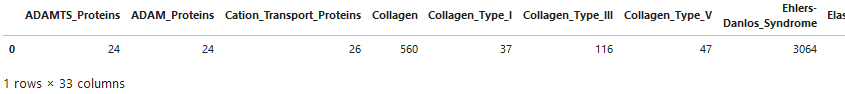 ADAMTS_Proteins ADAM_Proteins Cation_Transport_Proteins Collagen Collagen_Type_I Collagen_Type_III Collagen_Type_V Ehlers-Danlos_Syndrome Elas
0 24 24 26 560 37 116 47 3064
1 rows × 33 columns